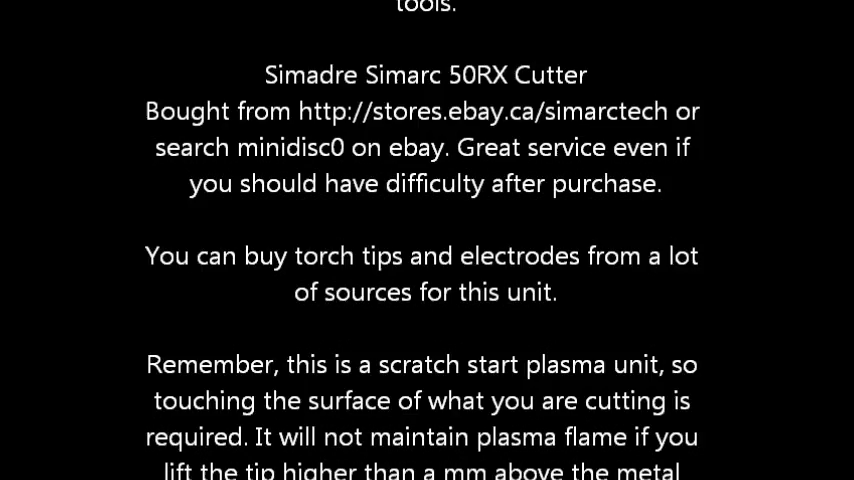 tools.
Simadre Simarc 50RX Cutter
Bought from http://stores.ebay.ca/simarctech or
search minidisc0 on ebay. Great service even if
you should have difficulty after purchase.
You can buy torch tips and electrodes from a lot
of sources for this unit.
Remember, this is a scratch start plasma unit, so
touching the surface of what you are cutting is
required. It will not maintain plasma flame if you
lift the tip higher than a mm above the metal